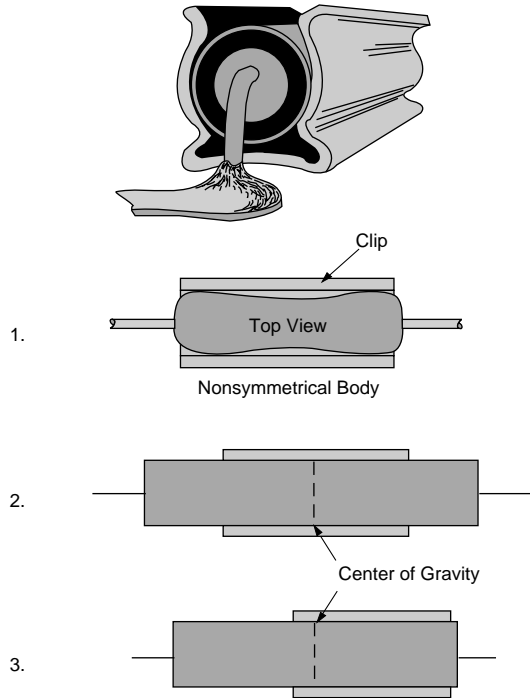 Clip
1.
Top View
Nonsymmetrical Body
2.
Center of Gravity
3.